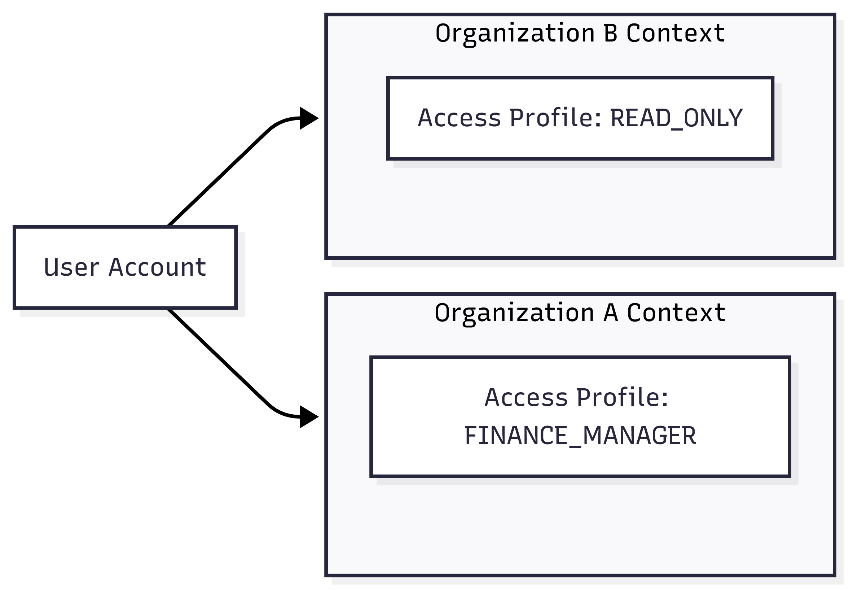 Organization B Context
Access Profile: READ_ONLY
User Account
Organization A Context
Access Profile:
FINANCE_MANAGER